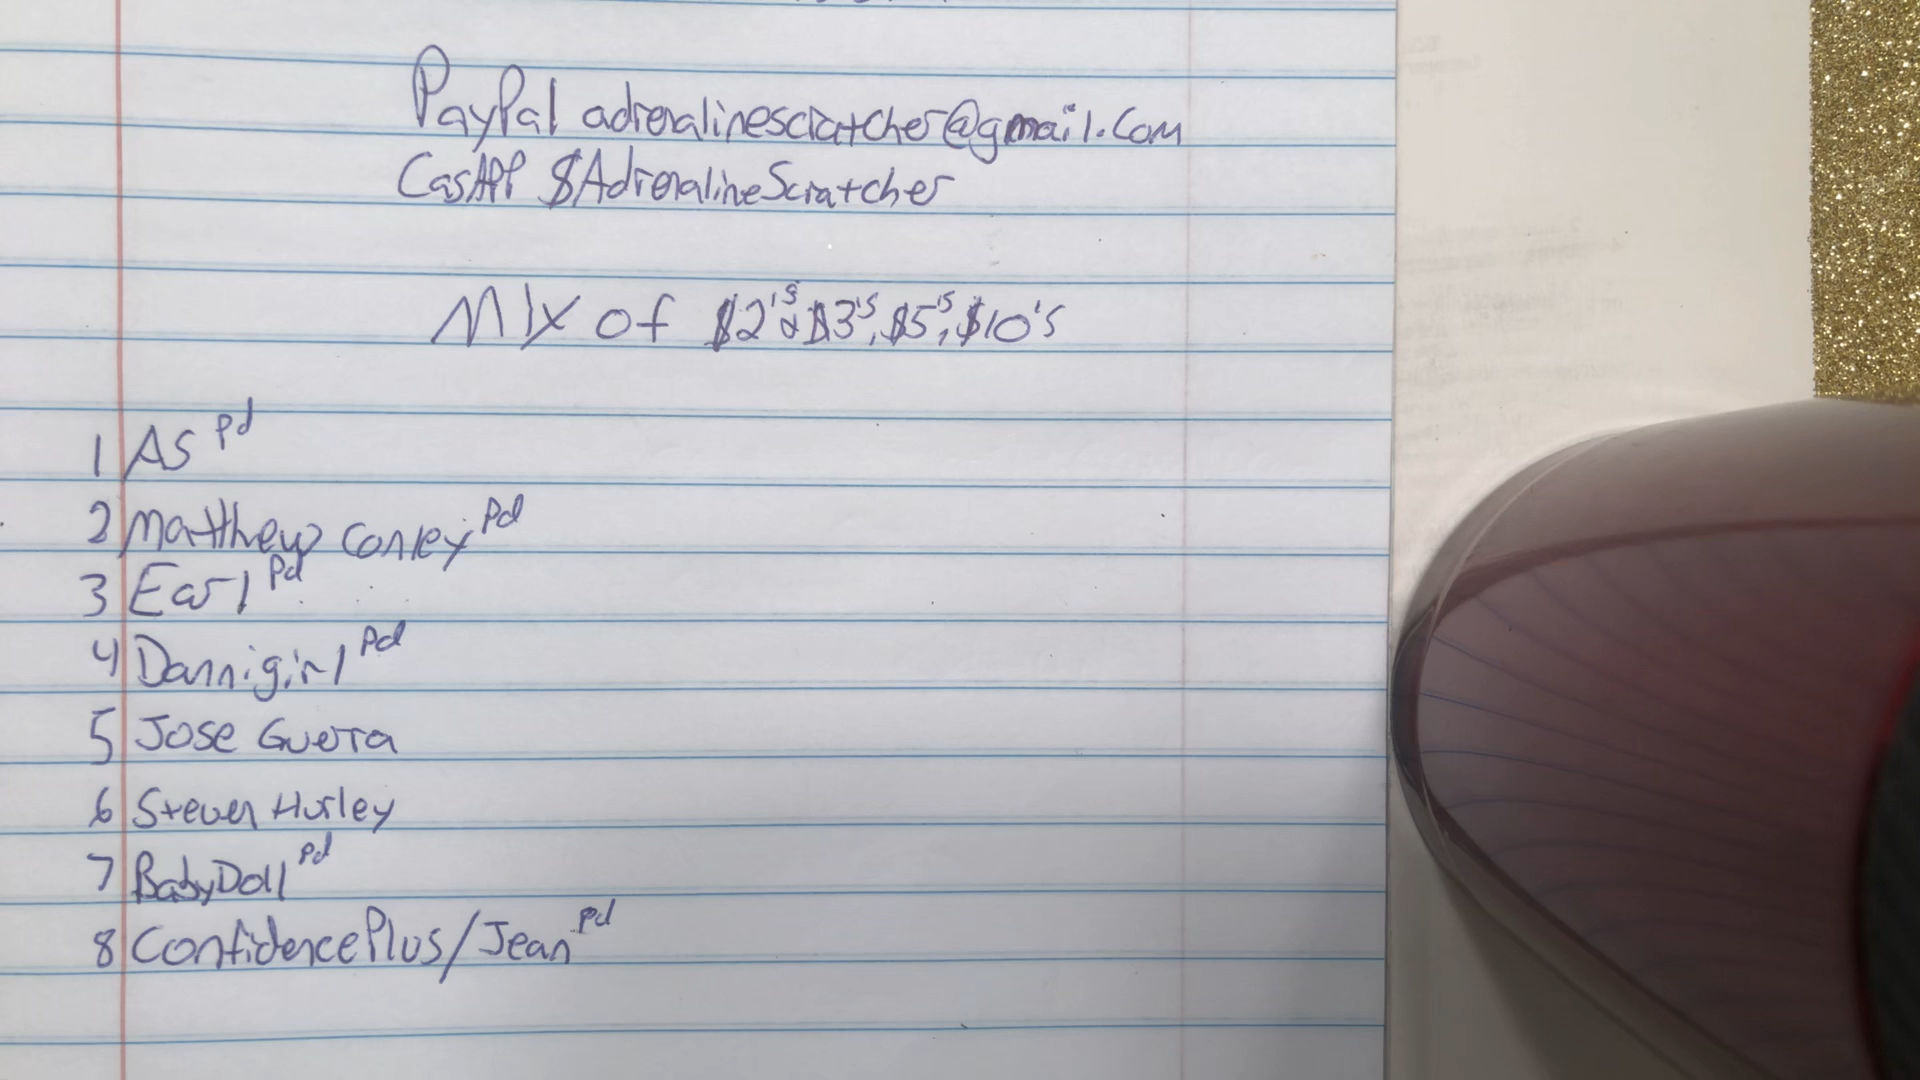 PayPal adrenalinescratcher@gmail.com
CasAPP $AdrenalineScratcher
Mix of $2's & $3's, $5's, $10's
1 AS Pd
2 Matthew Conley Pd
3 Earl Pd
4 Dannigirl Pd
5 Jose Guerra
6 Steven Hurley
7 BabyDoll Pd
8 ConfidencePlus/Jean Pd